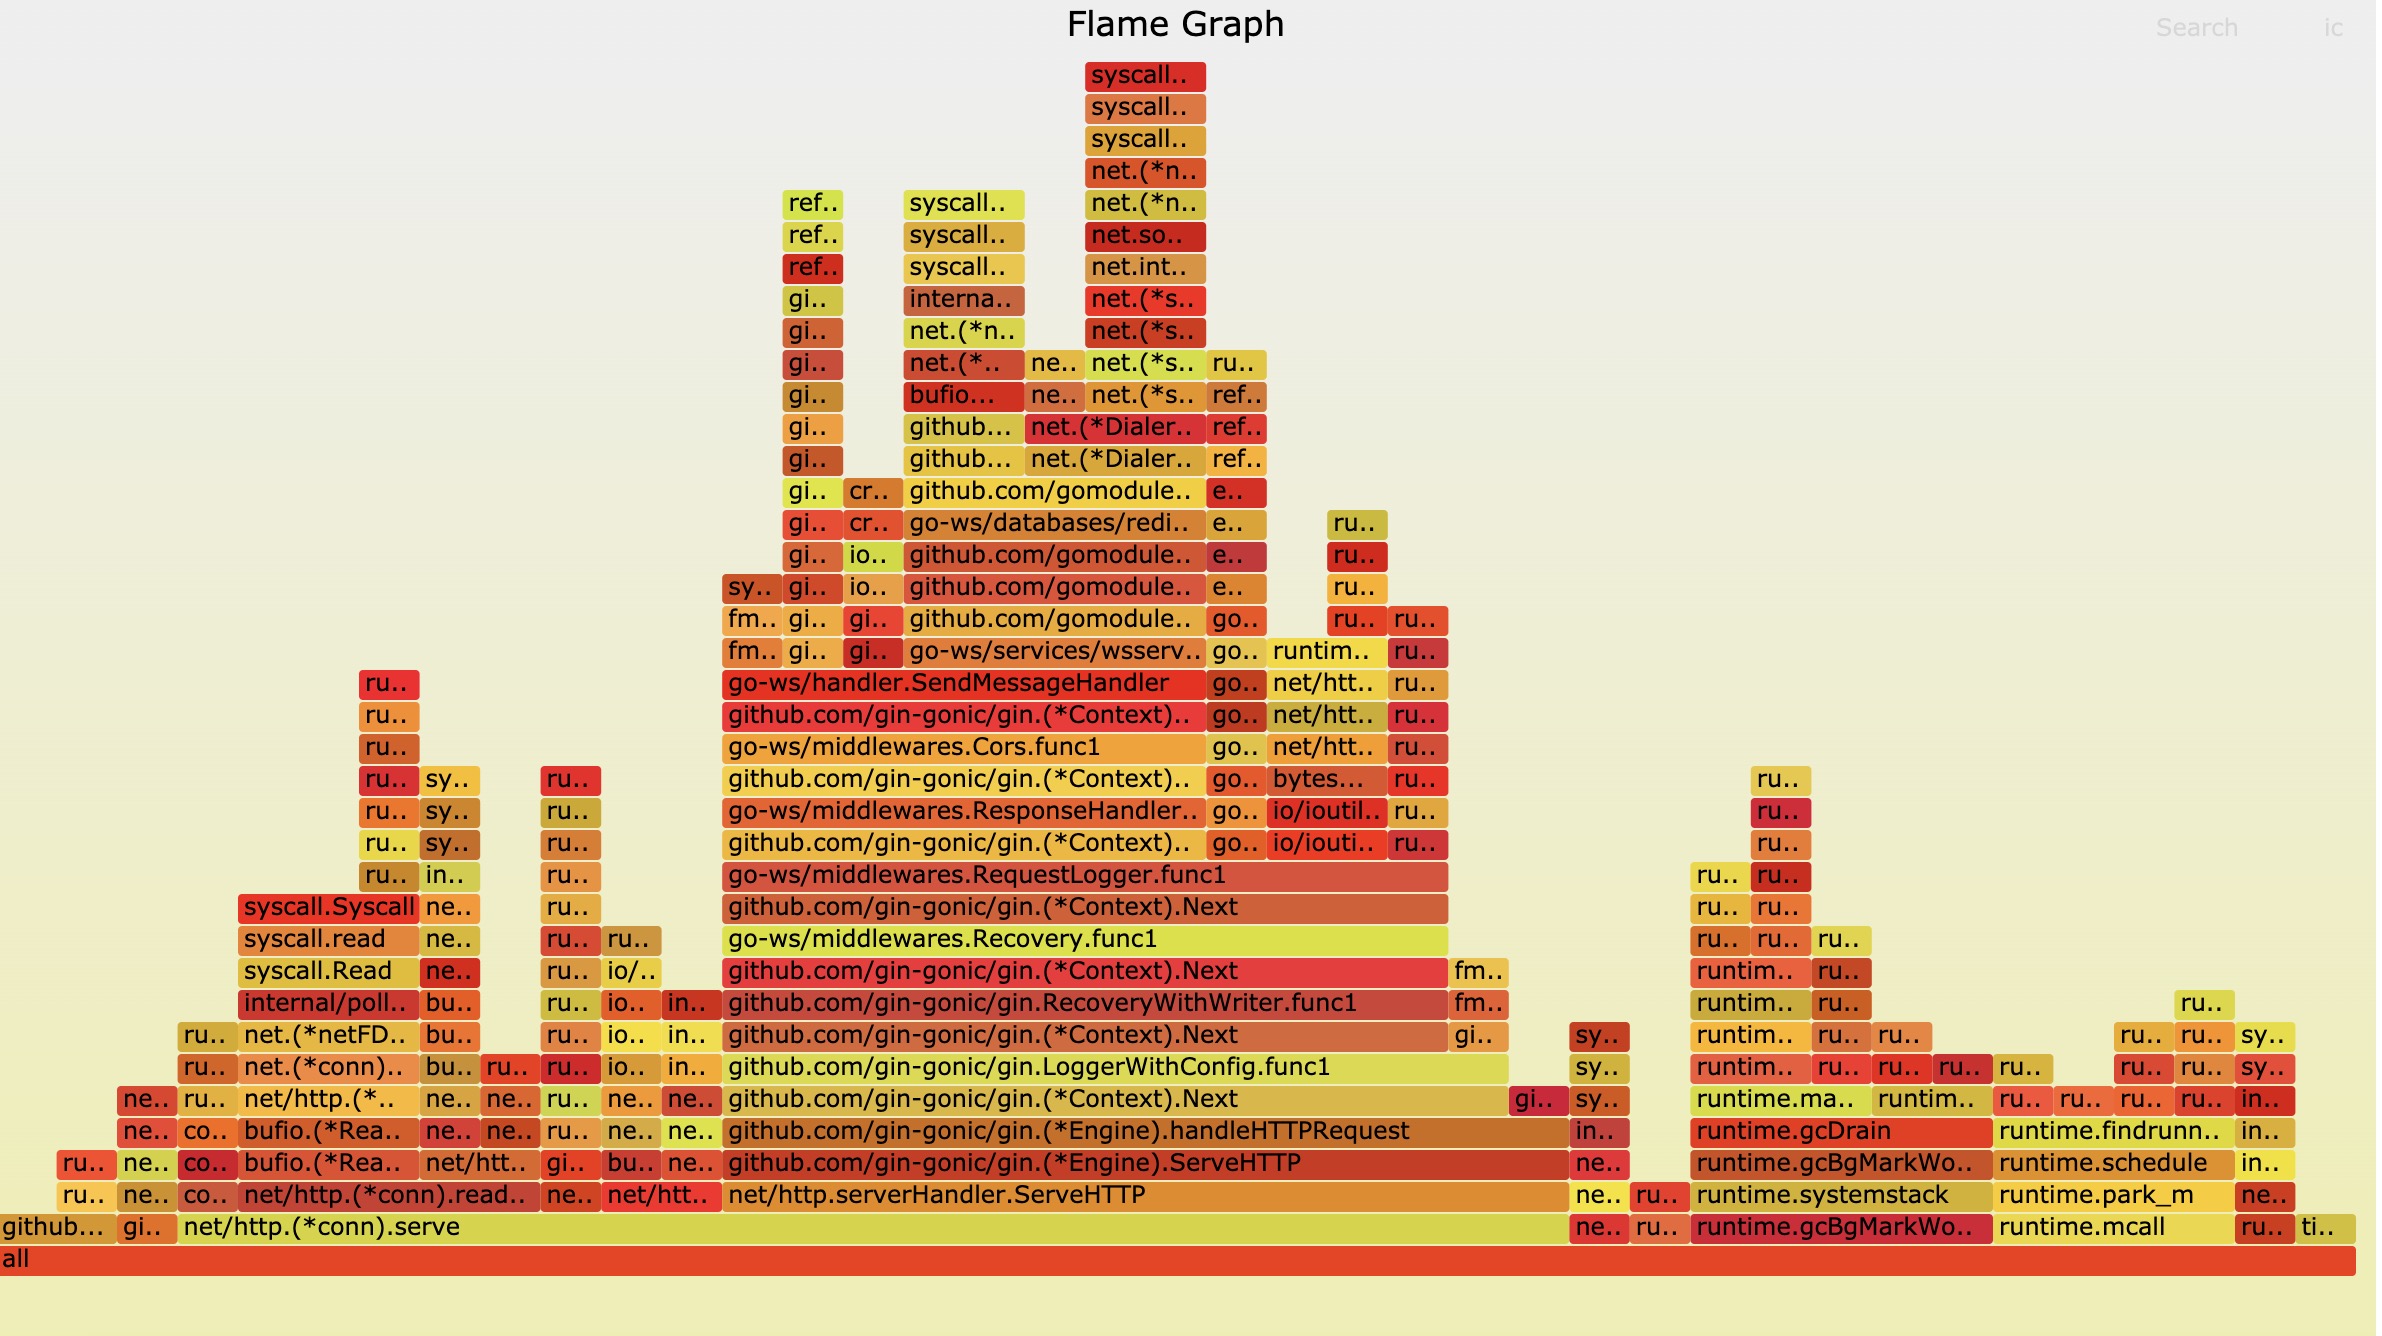 Flame Graph
Search ic
syscall..
syscall..
syscall..
net.(*n..
ref.. syscall.. net.(*n..
ref.. syscall.. net.so..
ref.. syscall.. net.int..
gi.. interna.. net.(*s..
gi.. net.(*n.. net.(*s..
gi.. net.(*.. ne.. net.(*s.. ru..
gi.. bufio... ne.. net.(*s.. ref..
gi.. github... net.(*Dialer.. ref..
gi.. github... net.(*Dialer.. ref..
gi.. cr.. github.com/gomodule.. e..
gi.. cr.. go-ws/databases/redi.. e.. ru..
gi.. io.. github.com/gomodule.. e.. ru..
sy.. gi.. io.. github.com/gomodule.. e.. ru..
fm.. gi.. gi.. github.com/gomodule.. go.. ru.. ru..
fm.. gi.. gi.. go-ws/services/wsserv.. go.. runtim.. ru..
ru.. go-ws/handler.SendMessageHandler go.. net/htt.. ru..
ru.. github.com/gin-gonic/gin.(*Context).. go.. net/htt.. ru..
ru.. go-ws/middlewares.Cors.func1 go.. net/htt.. ru..
ru.. sy.. ru.. github.com/gin-gonic/gin.(*Context).. go.. bytes... ru.. ru..
ru.. sy.. ru.. go-ws/middlewares.ResponseHandler.. go.. io/ioutil.. ru.. ru..
ru.. sy.. ru.. github.com/gin-gonic/gin.(*Context).. go.. io/iouti.. ru.. ru..
ru.. in.. ru.. go-ws/middlewares.RequestLogger.func1 ru.. ru..
syscall.Syscall ne.. ru.. github.com/gin-gonic/gin.(*Context).Next ru.. ru..
syscall.read ne.. ru.. ru.. go-ws/middlewares.Recovery.func1 ru.. ru.. ru..
syscall.Read ne.. ru.. io/.. github.com/gin-gonic/gin.(*Context).Next fm.. runtim.. ru..
internal/poll.. bu.. ru.. io.. in.. github.com/gin-gonic/gin.RecoveryWithWriter.func1 fm.. runtim.. ru.. ru..
ru.. net.(*netFD.. bu.. ru.. io.. in.. github.com/gin-gonic/gin.(*Context).Next gi.. sy.. runtim.. ru.. ru.. ru.. ru.. sy..
ru.. net.(*conn).. bu.. ru.. ru.. io.. in.. github.com/gin-gonic/gin.LoggerWithConfig.func1 sy.. runtim.. ru.. ru.. ru.. ru.. ru.. ru.. sy..
ne.. ru.. net/http.(*.. ne.. ne.. ru.. ne.. ne.. github.com/gin-gonic/gin.(*Context).Next gi.. sy.. runtime.ma.. runtim.. ru.. ru.. ru.. ru.. in..
ne.. co.. bufio.(*Rea.. ne.. ne.. ru.. ne.. ne.. github.com/gin-gonic/gin.(*Engine).handleHTTPRequest in.. runtime.gcDrain runtime.findrunn.. in..
ru.. ne.. co.. bufio.(*Rea.. net/htt.. gi.. bu.. ne.. github.com/gin-gonic/gin.(*Engine).ServeHTTP ne.. runtime.gcBgMarkWo.. runtime.schedule in..
ru.. ne.. co.. net/http.(*conn).read.. ne.. net/htt.. net/http.serverHandler.ServeHTTP ne.. ru.. runtime.systemstack runtime.park_m ne..
github... gi.. net/http.(*conn).serve ne.. ru.. runtime.gcBgMarkWo.. runtime.mcall ru.. ti..
all